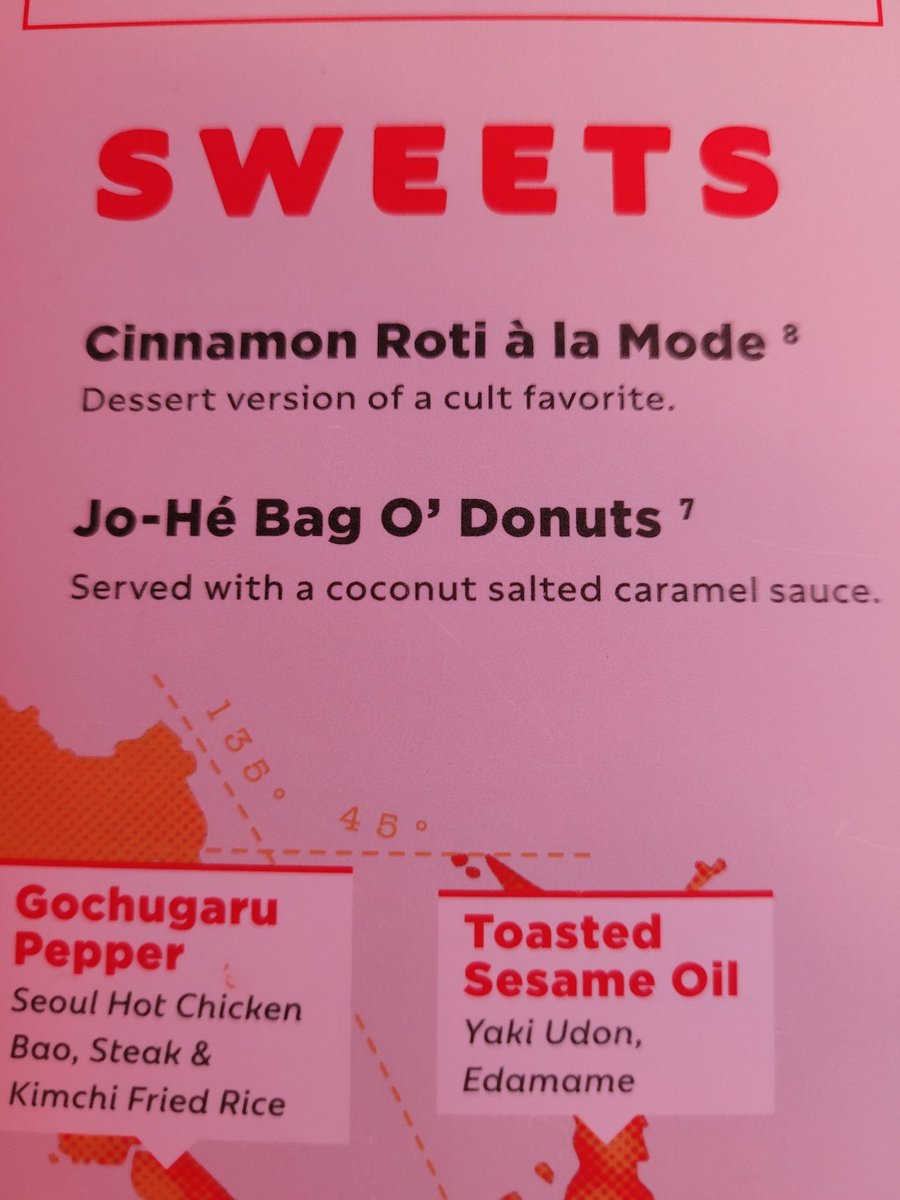 SWEETS
Cinnamon Roti à la Mode 8
Dessert version of a cult favorite.
Jo-Hé Bag O’ Donuts 7
Served with a coconut salted caramel sauce.
135°
45°
Gochugaru
Pepper
Seoul Hot Chicken
Bao, Steak &
Kimchi Fried Rice
Toasted
Sesame Oil
Yaki Udon,
Edamame